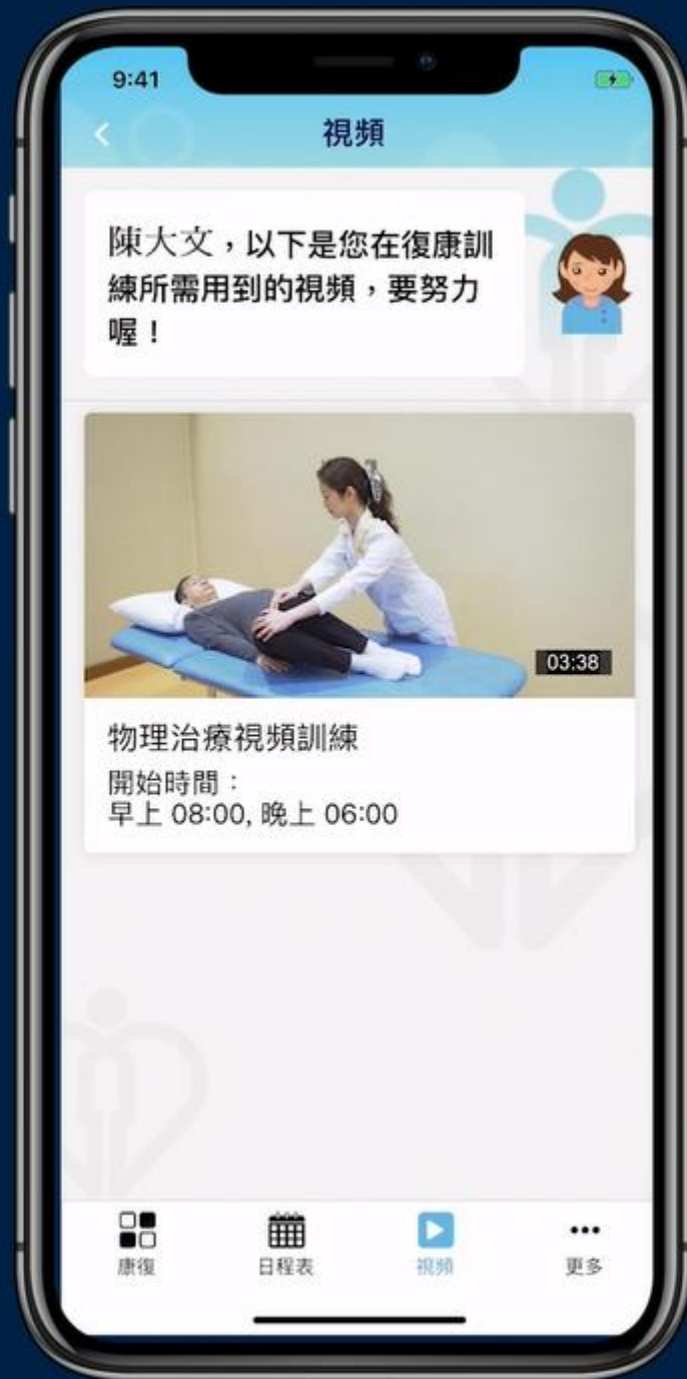 9:41
視頻
陳大文，以下是您在復康訓
練所需用到的視頻，要努力
喔！
03:38
物理治療視頻訓練
開始時間：
早上 08:00, 晚上 06:00
康復
日程表
視頻
更多